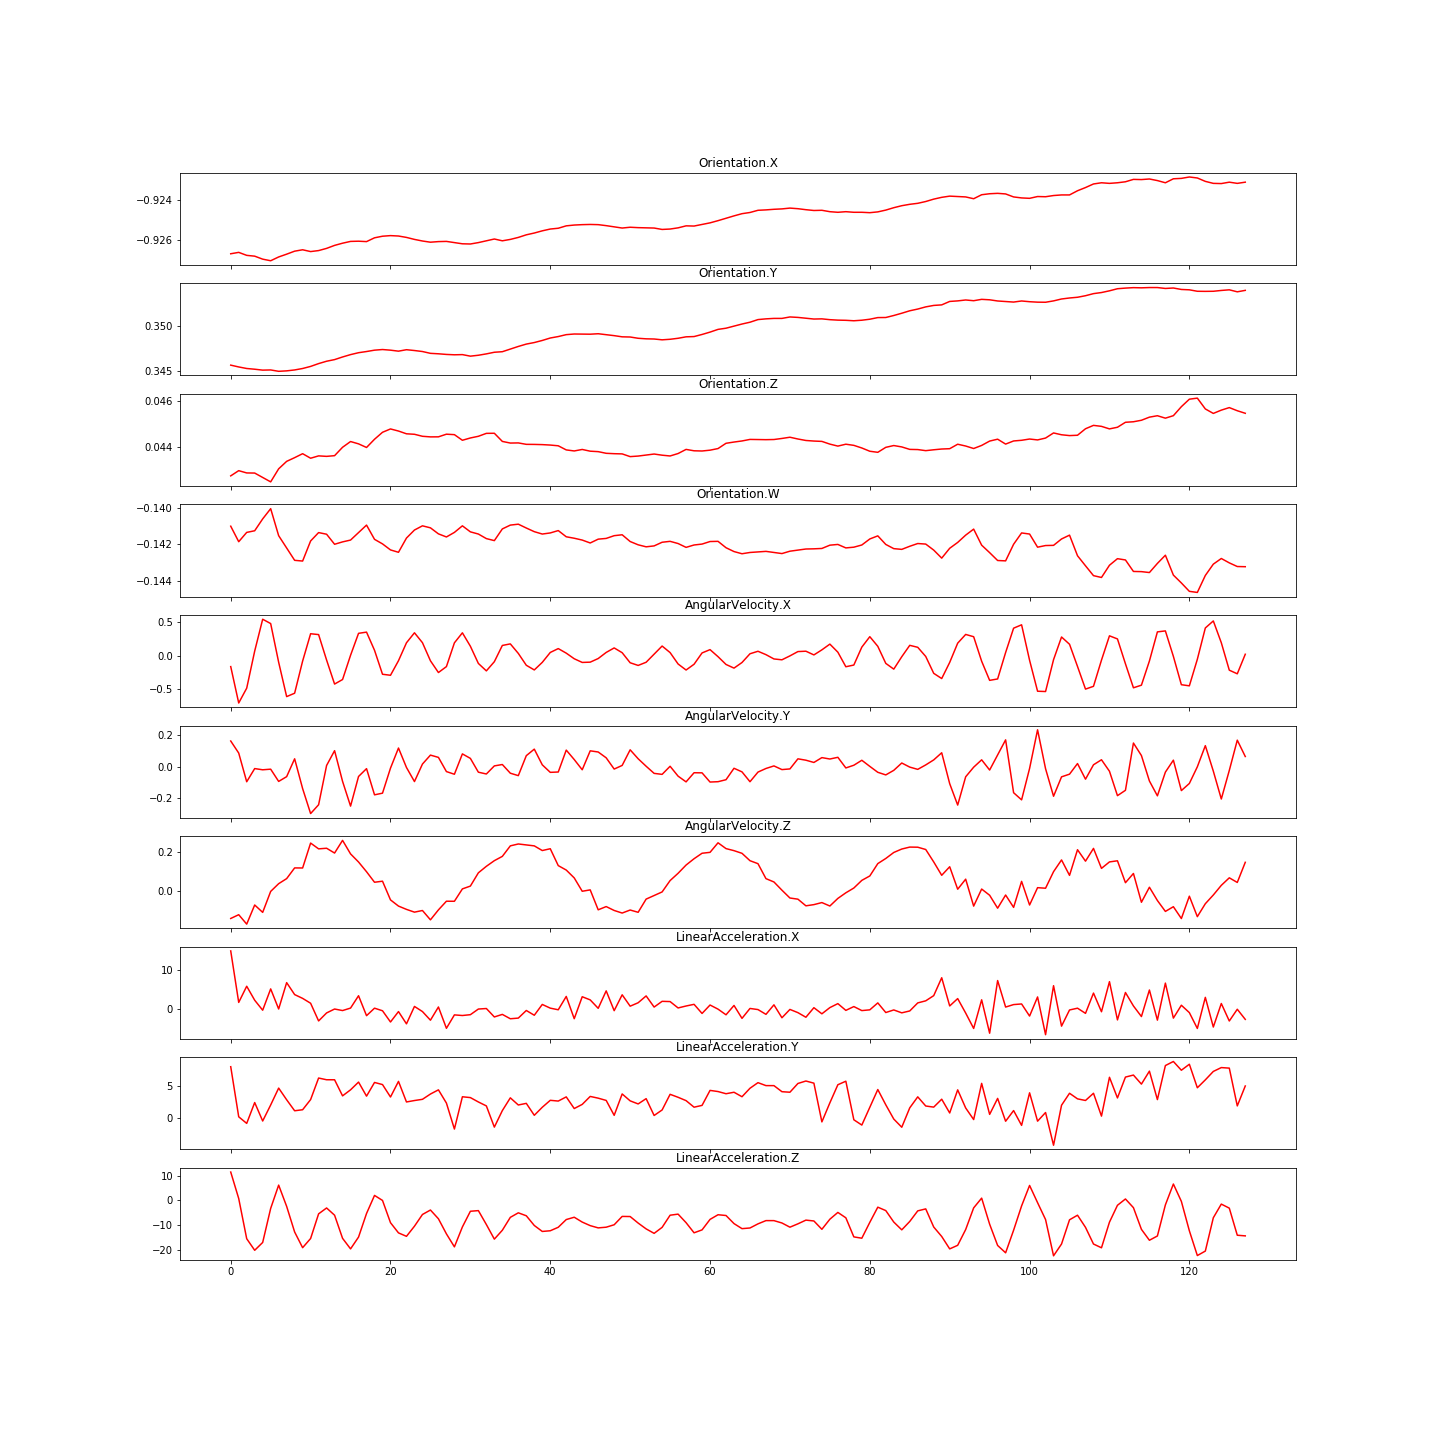 Orientation.X
−0.924
−0.926
Orientation.Y
0.350
0.345
Orientation.Z
0.046
0.044
Orientation.W
−0.140
−0.142
−0.144
AngularVelocity.X
0.5
0.0
−0.5
AngularVelocity.Y
0.2
0.0
−0.2
AngularVelocity.Z
0.2
0.0
LinearAcceleration.X
10
0
LinearAcceleration.Y
5
0
LinearAcceleration.Z
10
0
−10
−20
0 20 40 60 80 100 120